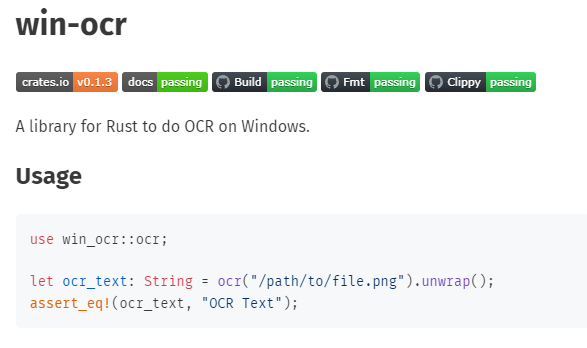 win-ocr
crates.io v0.1.3 docs passing Build passing Fmt passing Clippy passing
A library for Rust to do OCR on Windows.
Usage
use win_ocr::ocr;
let ocr_text: String = ocr("/path/to/file.png").unwrap();
assert_eq!(ocr_text, "OCR Text");